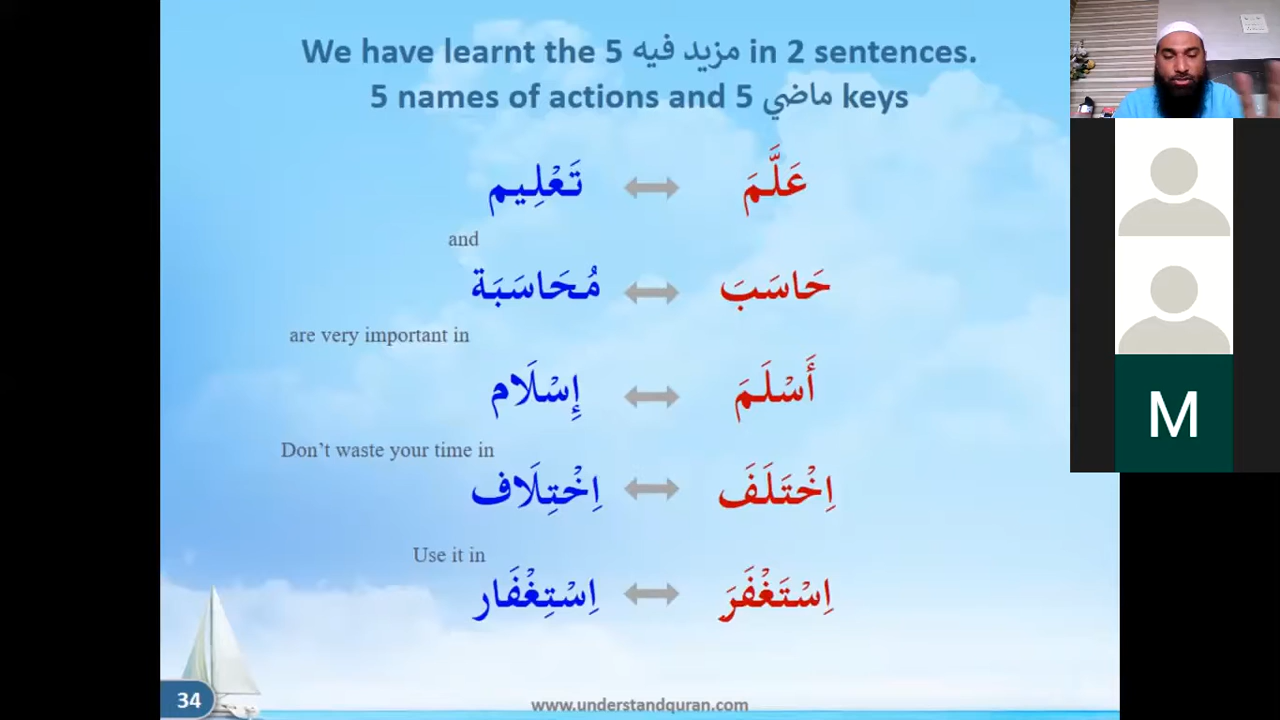 We have learnt the 5 مزيد فيه in 2 sentences.
5 names of actions and 5 ماضي keys
عَلَّمَ تَعْلِيم
and
حَاسَبَ مُحَاسَبَة
are very important in
أَسْلَمَ إِسْلَام
Don't waste your time in
اِخْتَلَفَ اِخْتِلَاف
Use it in
اِسْتَغْفَرَ اِسْتِغْفَار
34
www.understandquran.com
M